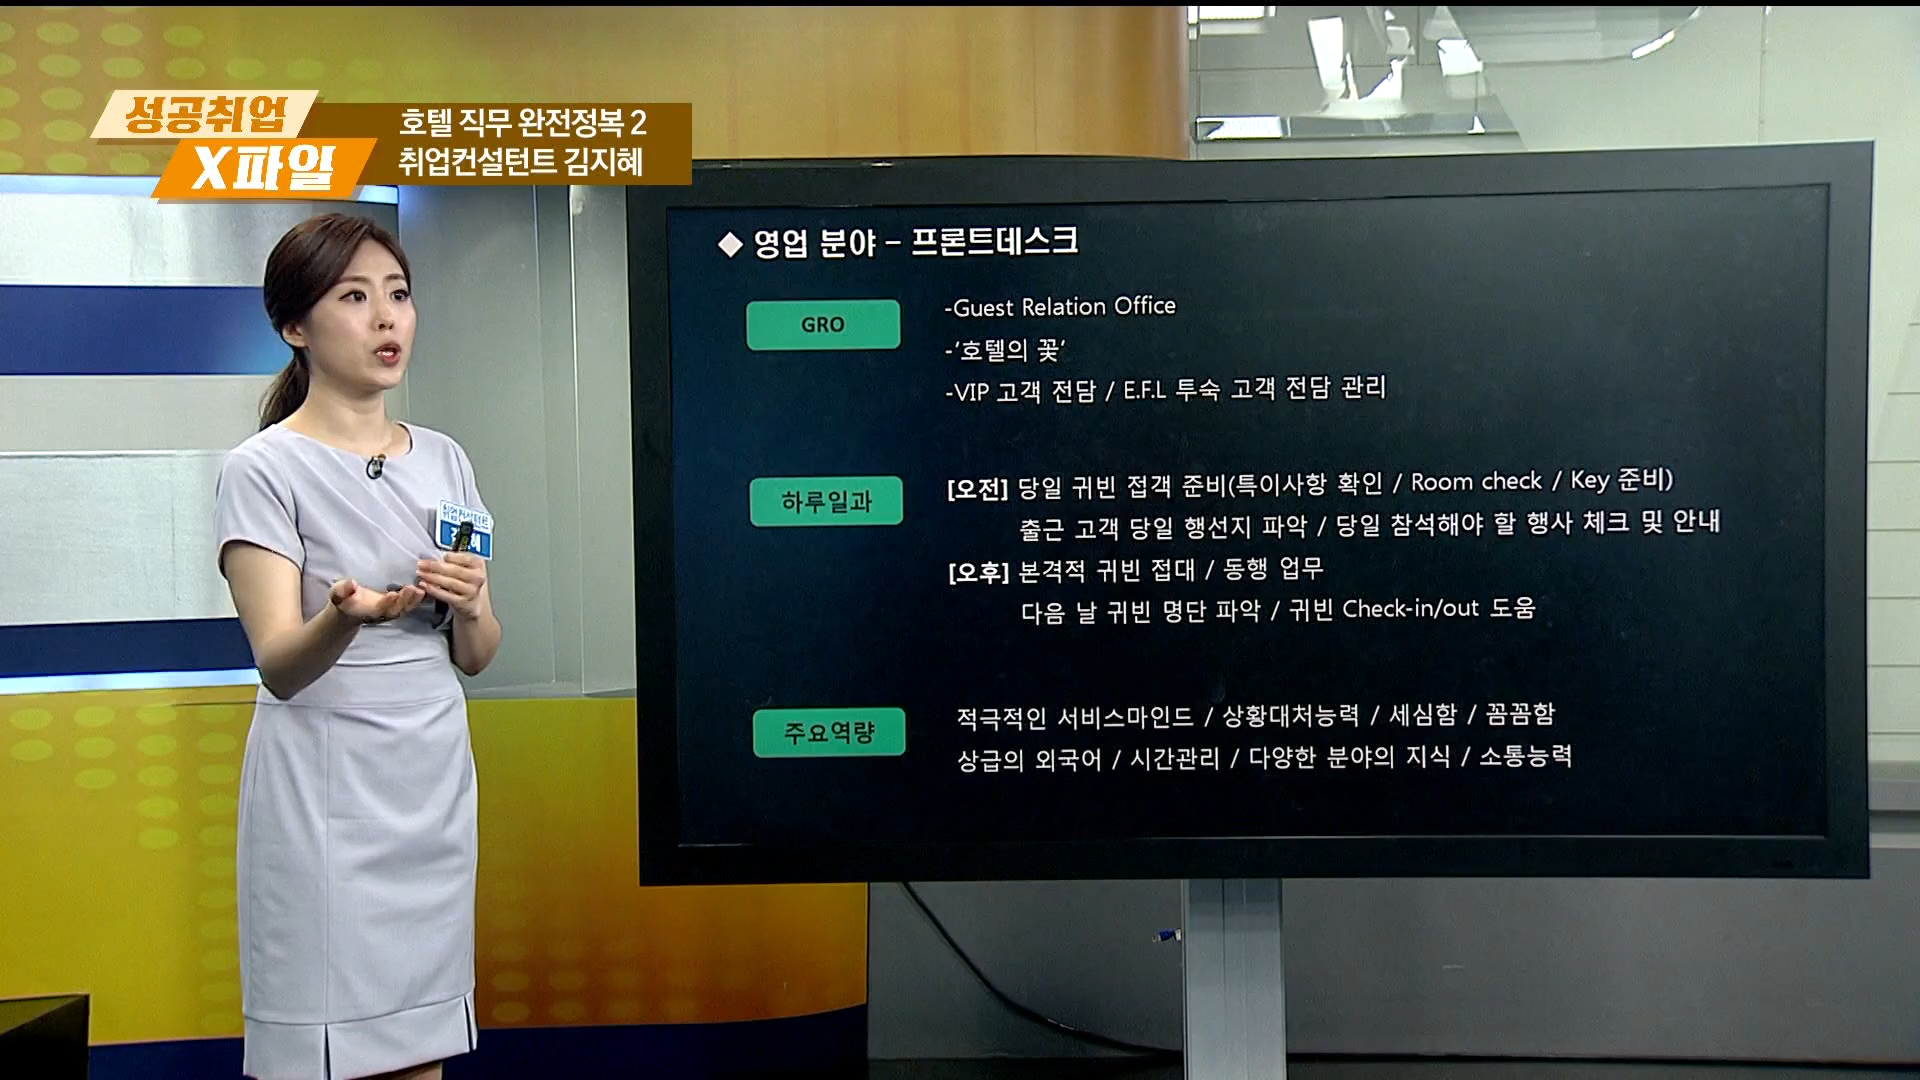 성공취업
X파일
호텔 직무 완전정복 2
취업컨설턴트 김지혜
◆ 영업 분야 – 프론트데스크
GRO
-Guest Relation Office
-‘호텔의 꽃’
-VIP 고객 전담 / E.F.L 투숙 고객 전담 관리
하루일과
[오전] 당일 귀빈 접객 준비(특이사항 확인 / Room check / Key 준비)
출근 고객 당일 행선지 파악 / 당일 참석해야 할 행사 체크 및 안내
[오후] 본격적 귀빈 접대 / 동행 업무
다음 날 귀빈 명단 파악 / 귀빈 Check-in/out 도움
주요역량
적극적인 서비스마인드 / 상황대처능력 / 세심함 / 꼼꼼함
상급의 외국어 / 시간관리 / 다양한 분야의 지식 / 소통능력
취업컨설턴트